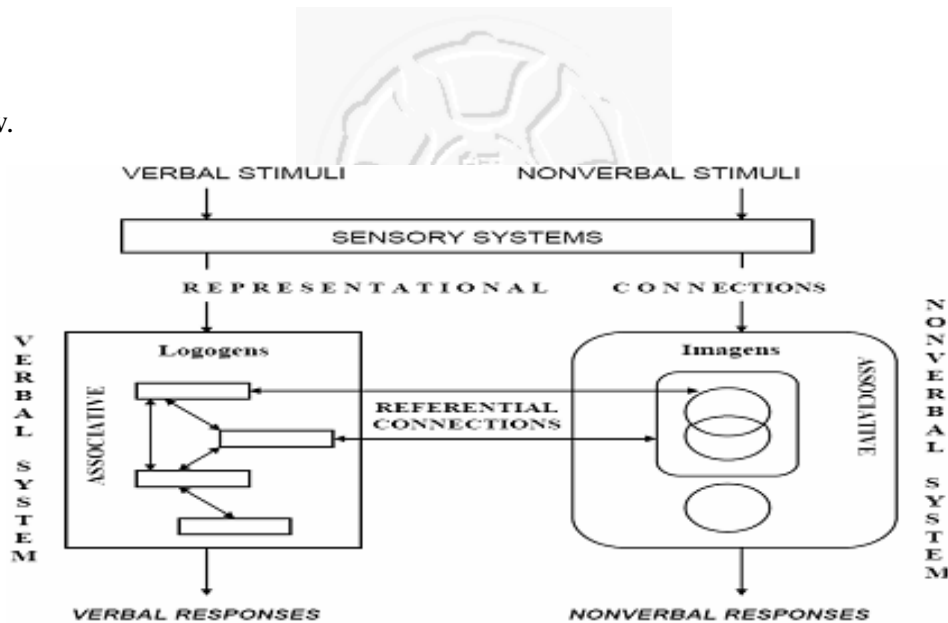 v.
VERBAL STIMULI NONVERBAL STIMULI
SENSORY SYSTEMS
REPRESENTATIONAL CONNECTIONS
VERBAL SYSTEM
Logogens
ASSOCIATIVE
REFERENTIAL
CONNECTIONS
Imagens
ASSOCIATIVE
NONVERBAL SYSTEM
VERBAL RESPONSES NONVERBAL RESPONSES